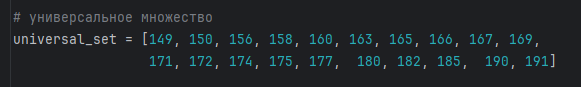 # универсальное множество
universal_set = [149, 150, 156, 158, 160, 163, 165, 166, 167, 169,
171, 172, 174, 175, 177, 180, 182, 185, 190, 191]